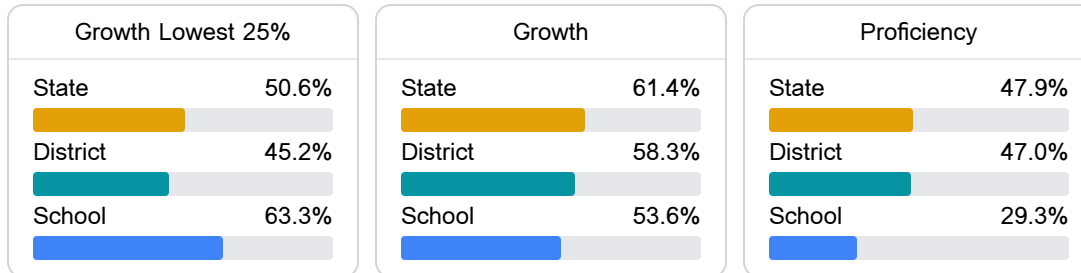 Growth Lowest 25%
State 50.6%
District 45.2%
School 63.3%
Growth
State 61.4%
District 58.3%
School 53.6%
Proficiency
State 47.9%
District 47.0%
School 29.3%